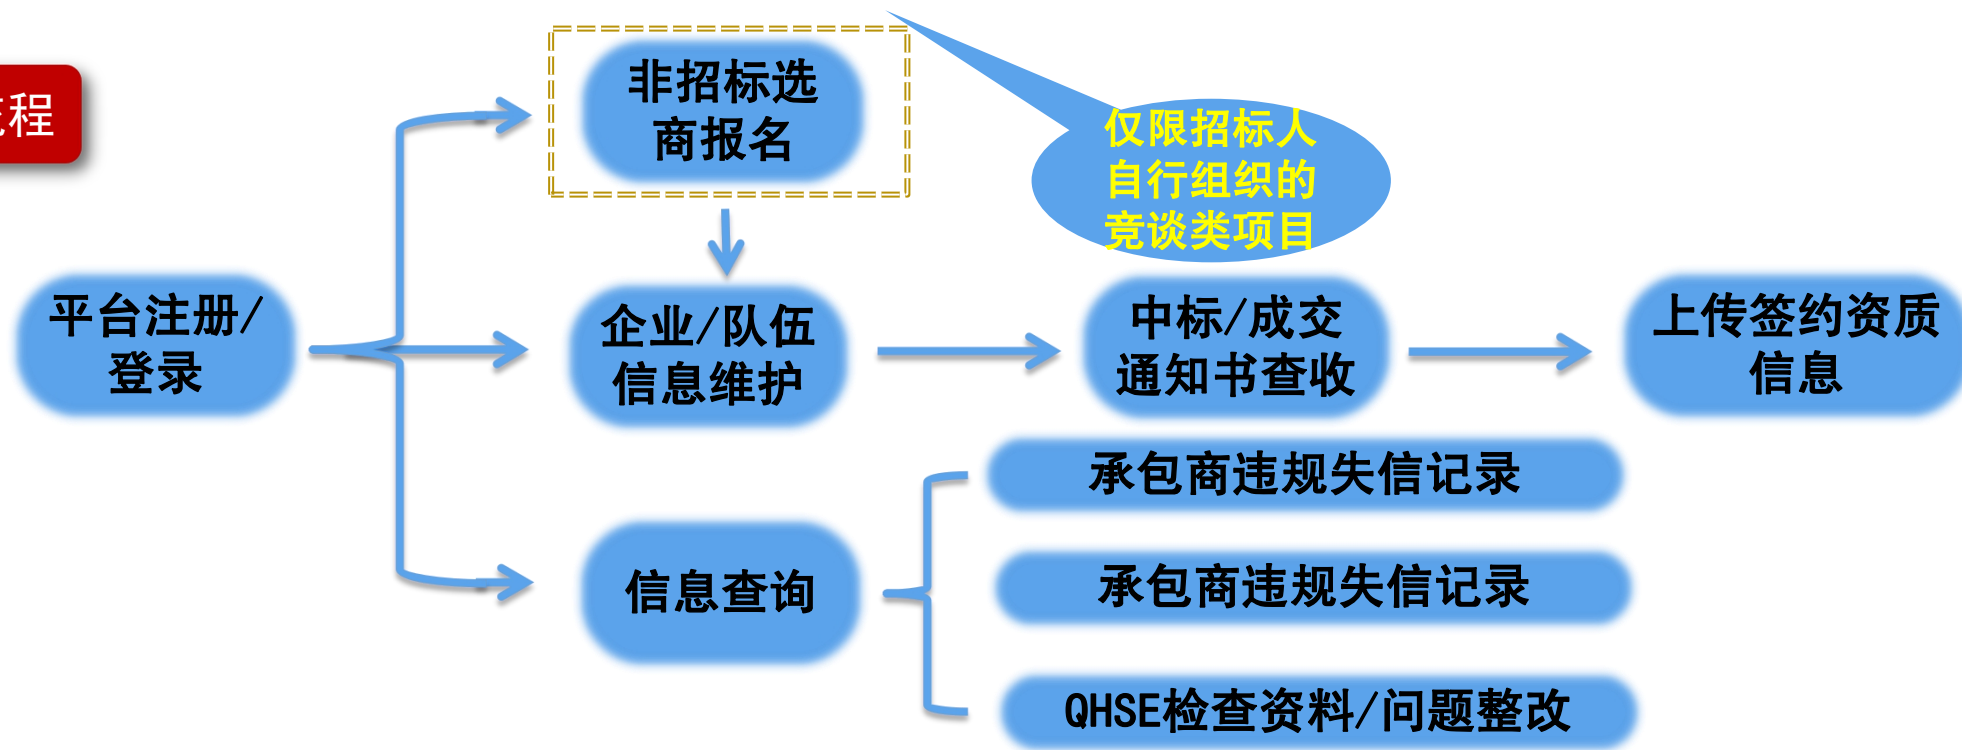 程
非招标选
商报名
仅限招标人
自行组织的
竞谈类项目
平台注册/
登录
企业/队伍
信息维护
中标/成交
通知书查收
上传签约资质
信息
承包商违规失信记录
信息查询
承包商违规失信记录
QHSE检查资料/问题整改